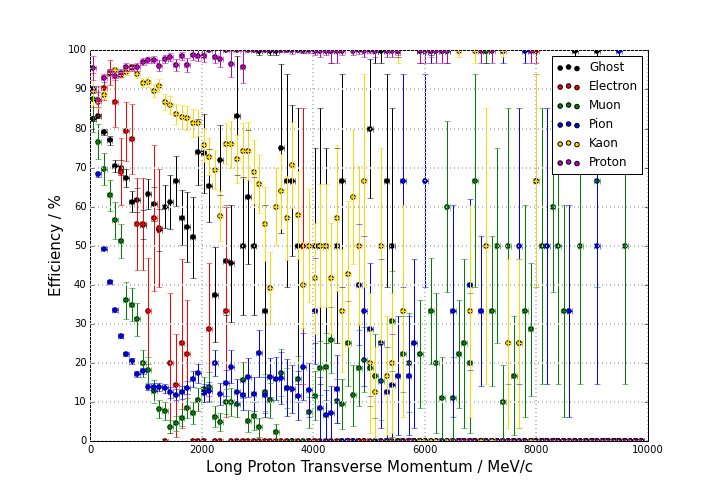 100
90
80
70
60
50
40
30
20
10
0
Efficiency / %
0 2000 4000 6000 8000 10000
Long Proton Transverse Momentum / MeV/c
Ghost
Electron
Muon
Pion
Kaon
Proton